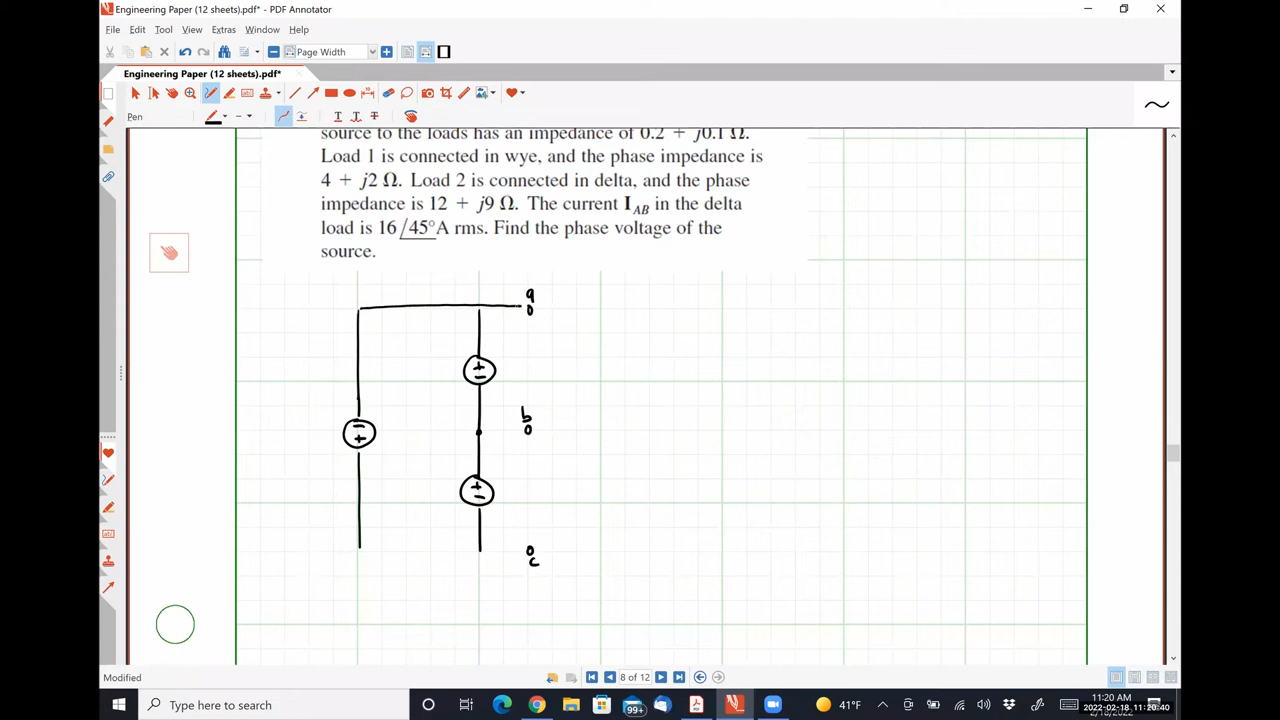 Engineering Paper (12 sheets).pdf* - PDF Annotator
File Edit Tool View Extras Window Help
Page Width
Engineering Paper (12 sheets).pdf*
Pen
source to the loads has an impedance of 0.2 + j0.1 Ω.
Load 1 is connected in wye, and the phase impedance is
4 + j2 Ω. Load 2 is connected in delta, and the phase
impedance is 12 + j9 Ω. The current I_AB in the delta
load is 16/45°A rms. Find the phase voltage of the
source.
a
+
−
b
−
+
+
−
c
Modified
8 of 12
Type here to search
99+
41°F
11:20 AM
2022-02-18 11:20:40